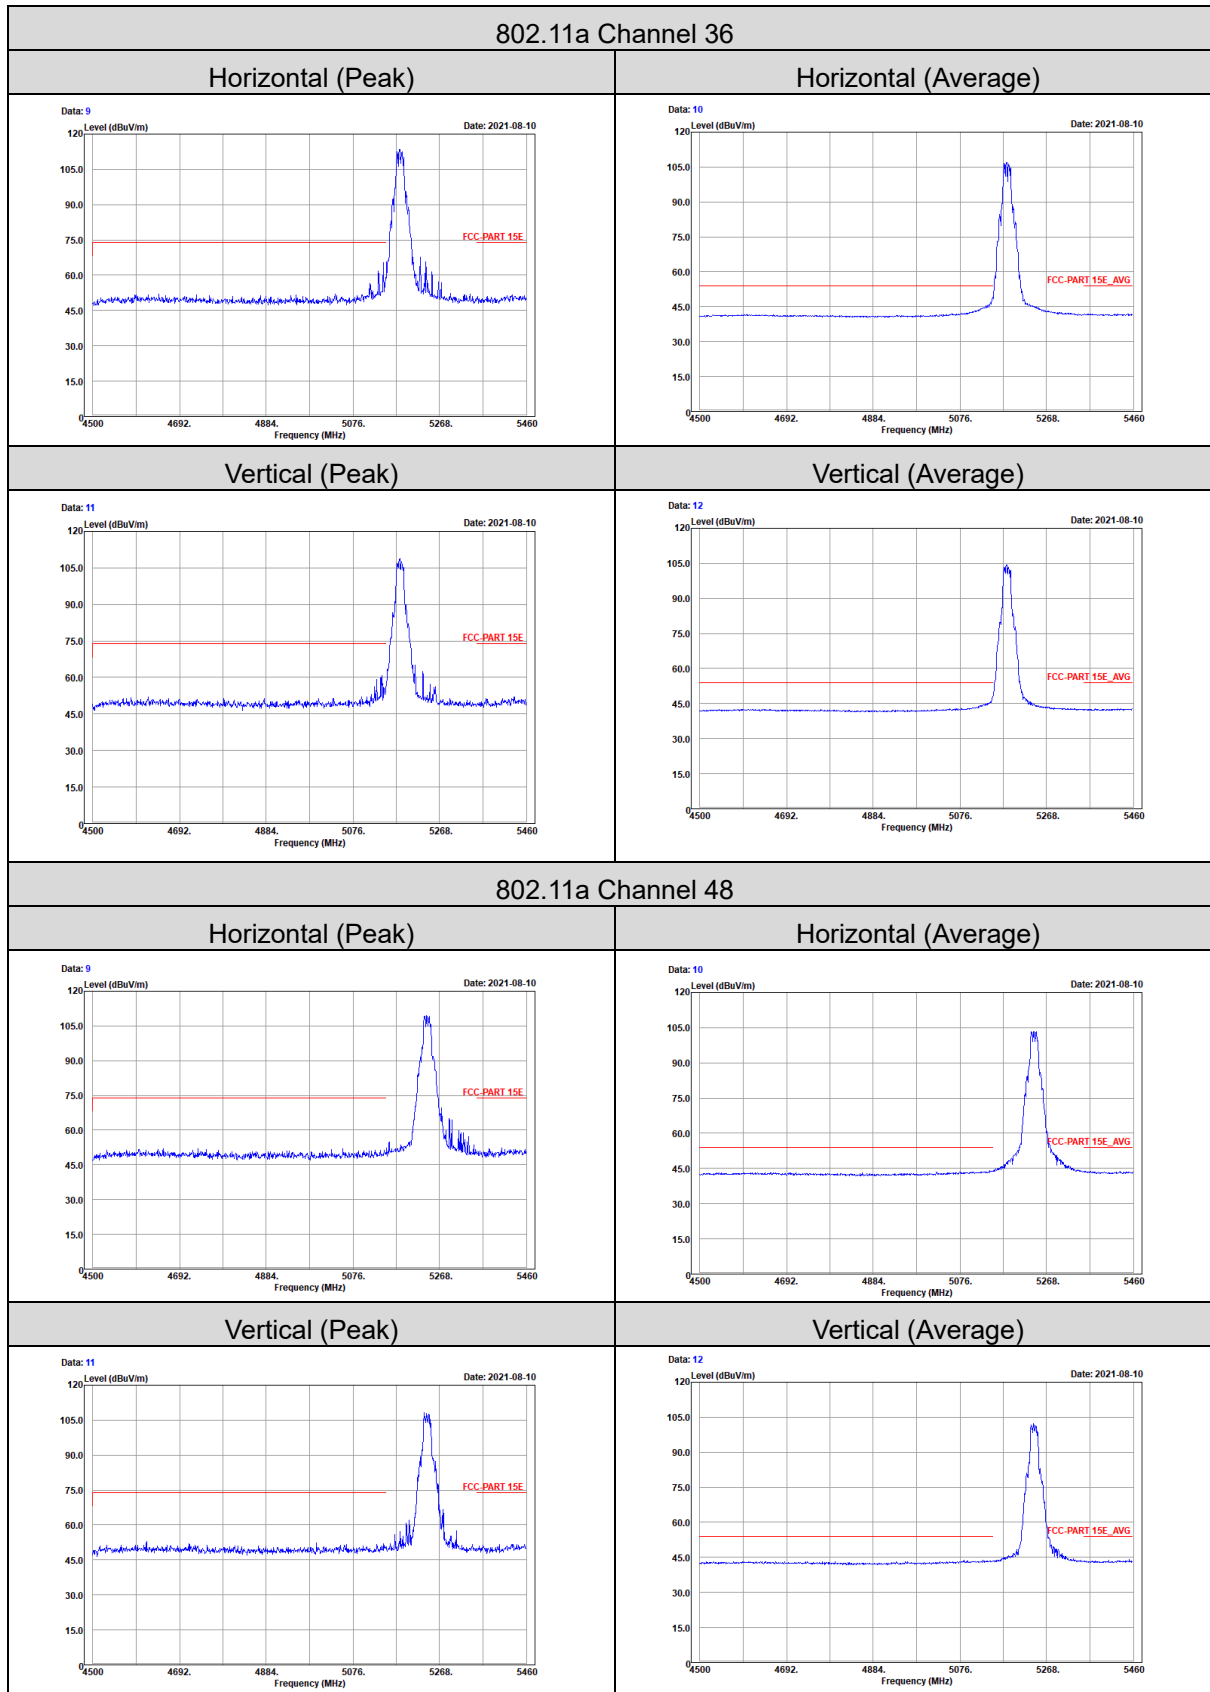 802.11a Channel 36
Horizontal (Peak)
Horizontal (Average)
Data: 9
120 Level (dBuV/m)
Date: 2021-08-10
105.0
90.0
75.0
FCC-PART 15E
60.0
45.0
30.0
15.0
0
4500 4692. 4884. 5076. 5268. 5460
Frequency (MHz)
Data: 10
120 Level (dBuV/m)
Date: 2021-08-10
105.0
90.0
75.0
60.0
FCC-PART 15E_AVG
45.0
30.0
15.0
0
4500 4692. 4884. 5076. 5268. 5460
Frequency (MHz)
Vertical (Peak)
Vertical (Average)
Data: 11
120 Level (dBuV/m)
Date: 2021-08-10
105.0
90.0
75.0
FCC-PART 15E
60.0
45.0
30.0
15.0
0
4500 4692. 4884. 5076. 5268. 5460
Frequency (MHz)
Data: 12
120 Level (dBuV/m)
Date: 2021-08-10
105.0
90.0
75.0
60.0
FCC-PART 15E_AVG
45.0
30.0
15.0
0
4500 4692. 4884. 5076. 5268. 5460
Frequency (MHz)
802.11a Channel 48
Horizontal (Peak)
Horizontal (Average)
Data: 9
120 Level (dBuV/m)
Date: 2021-08-10
105.0
90.0
75.0
FCC-PART 15E
60.0
45.0
30.0
15.0
0
4500 4692. 4884. 5076. 5268. 5460
Frequency (MHz)
Data: 10
120 Level (dBuV/m)
Date: 2021-08-10
105.0
90.0
75.0
60.0
FCC-PART 15E_AVG
45.0
30.0
15.0
0
4500 4692. 4884. 5076. 5268. 5460
Frequency (MHz)
Vertical (Peak)
Vertical (Average)
Data: 11
120 Level (dBuV/m)
Date: 2021-08-10
105.0
90.0
75.0
FCC-PART 15E
60.0
45.0
30.0
15.0
0
4500 4692. 4884. 5076. 5268. 5460
Frequency (MHz)
Data: 12
120 Level (dBuV/m)
Date: 2021-08-10
105.0
90.0
75.0
60.0
FCC-PART 15E_AVG
45.0
30.0
15.0
0
4500 4692. 4884. 5076. 5268. 5460
Frequency (MHz)